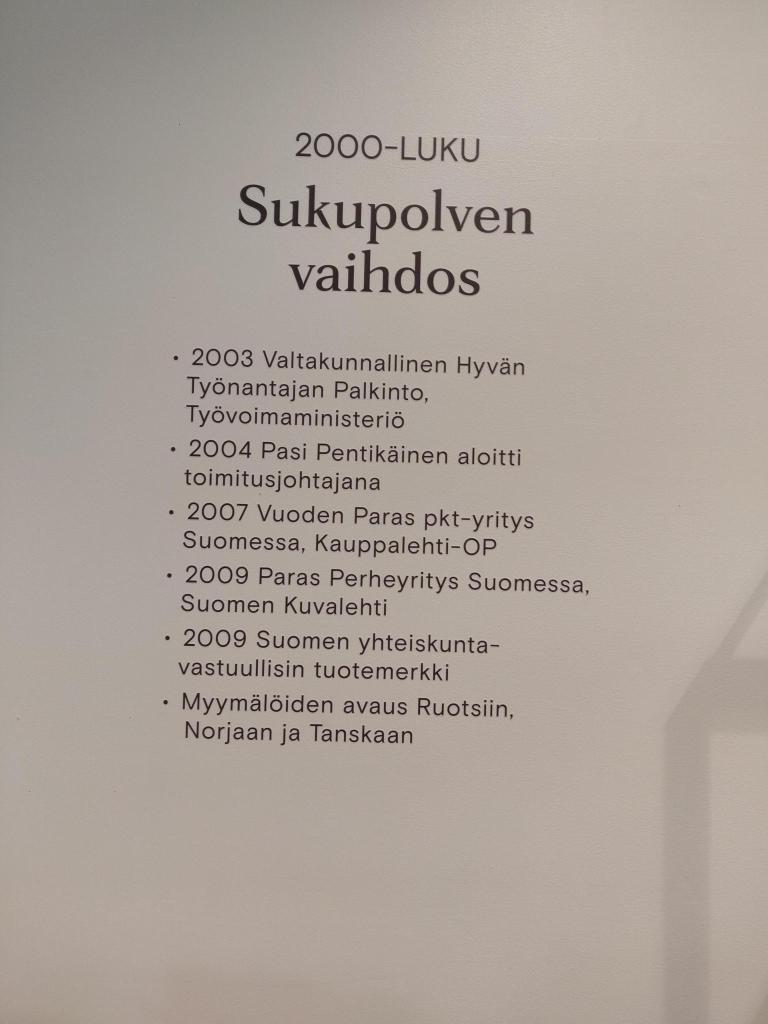 2000-LUKU
Sukupolven
vaihdos
• 2003 Valtakunnallinen Hyvän
Työnantajan Palkinto,
Työvoimaministeriö
• 2004 Pasi Pentikäinen aloitti
toimitusjohtajana
• 2007 Vuoden Paras pkt-yritys
Suomessa, Kauppalehti-OP
• 2009 Paras Perheyritys Suomessa,
Suomen Kuvalehti
• 2009 Suomen yhteiskunta-
vastuullisin tuotemerkki
• Myymälöiden avaus Ruotsiin,
Norjaan ja Tanskaan